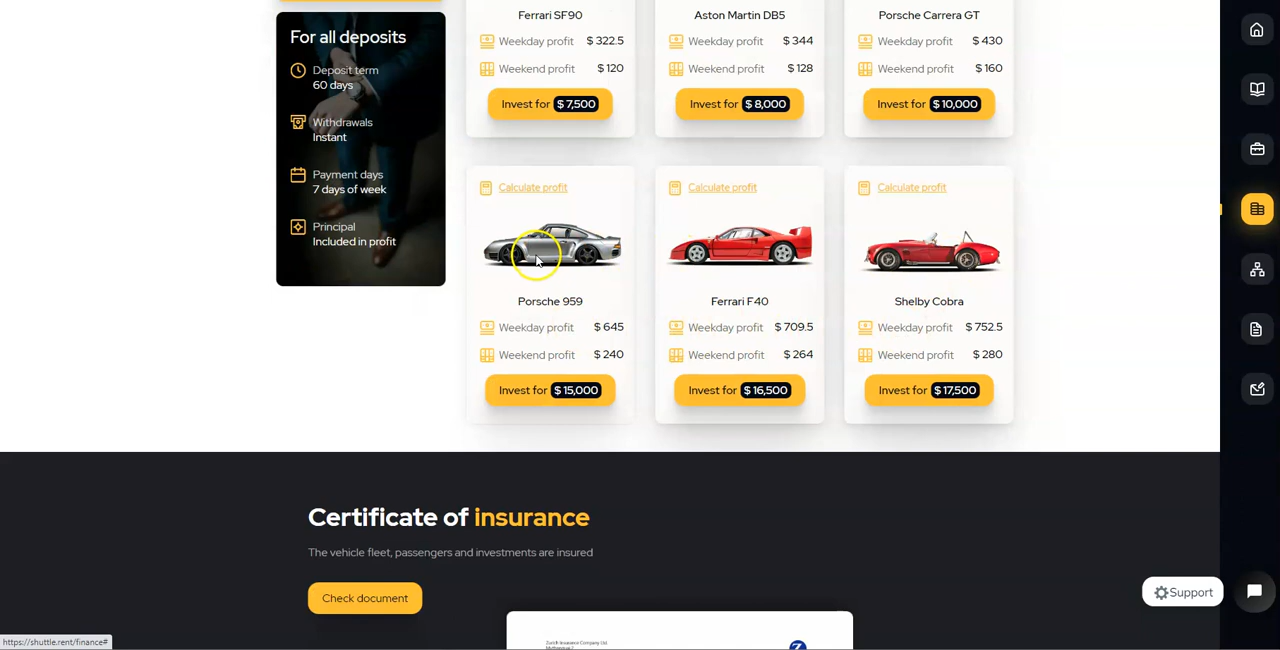 Ferrari SF90
Weekday profit $ 322.5
Weekend profit $ 120
Invest for $ 7,500
Aston Martin DB5
Weekday profit $ 344
Weekend profit $ 128
Invest for $ 8,000
Porsche Carrera GT
Weekday profit $ 430
Weekend profit $ 160
Invest for $ 10,000
For all deposits
Deposit term
60 days
Withdrawals
Instant
Payment days
7 days of week
Principal
Included in profit
Calculate profit
Porsche 959
Weekday profit $ 645
Weekend profit $ 240
Invest for $ 15,000
Calculate profit
Ferrari F40
Weekday profit $ 709.5
Weekend profit $ 264
Invest for $ 16,500
Calculate profit
Shelby Cobra
Weekday profit $ 752.5
Weekend profit $ 280
Invest for $ 17,500
Certificate of insurance
The vehicle fleet, passengers and investments are insured
Check document
Zurich Insurance Company Ltd.
Support
https://shuttle.rent/finance#